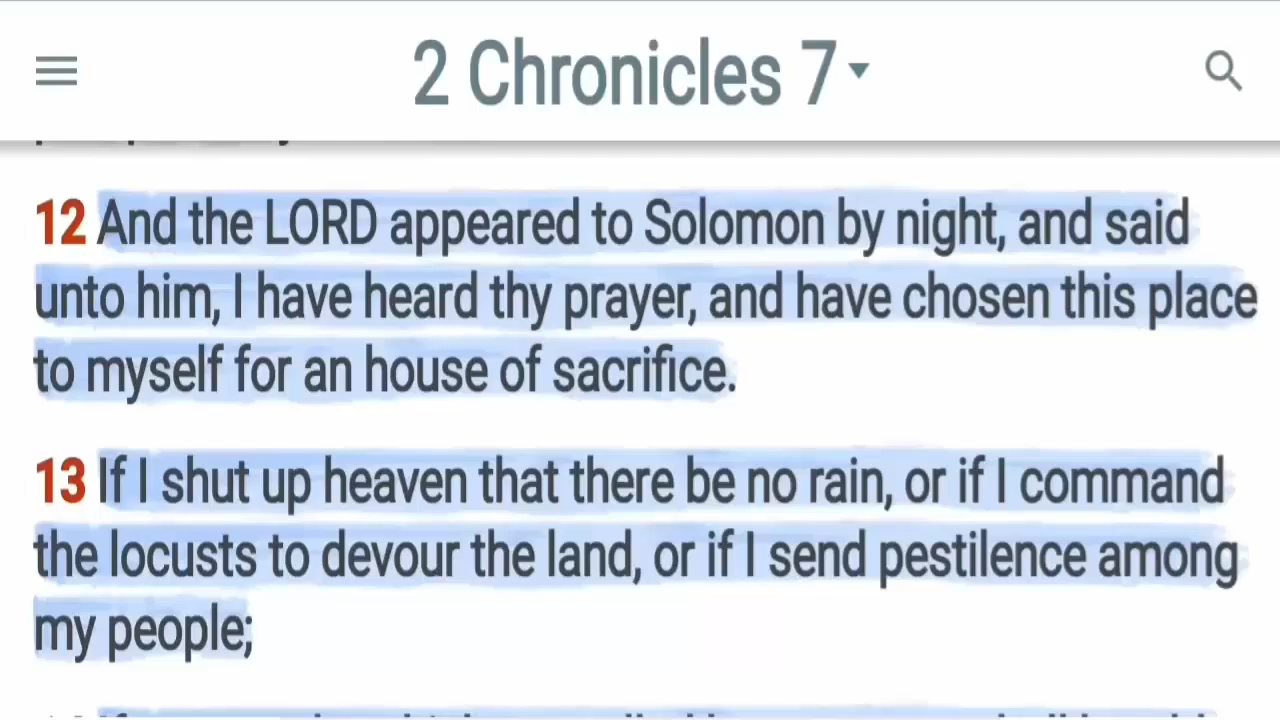 2 Chronicles 7
12 And the LORD appeared to Solomon by night, and said
unto him, I have heard thy prayer, and have chosen this place
to myself for an house of sacrifice.
13 If I shut up heaven that there be no rain, or if I command
the locusts to devour the land, or if I send pestilence among
my people;